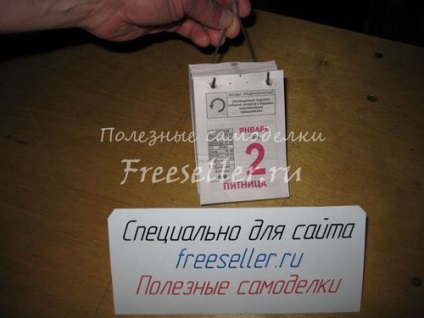 ЯНВАРЬ
Полезные самоделки
2
Freeseller.ru
ПЯТНИЦА
Специально для сайта
freeseller.ru
Полезные самоделки